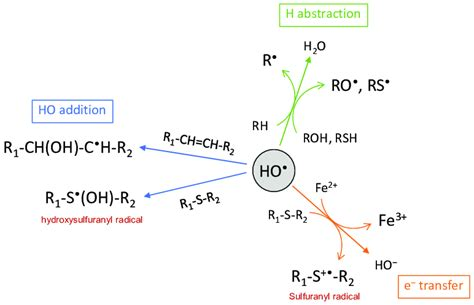 H abstraction
H₂O
R•
RO•, RS•
HO addition
RH
ROH, RSH
R₁-CH(OH)-C•H-R₂
R₁-CH=CH-R₂
HO•
R₁-S•(OH)-R₂
R₁-S-R₂
hydroxysulfuranyl radical
Fe²⁺
R₁-S-R₂
Fe³⁺
HO⁻
R₁-S⁺•-R₂
Sulfuranyl radical
e⁻ transfer